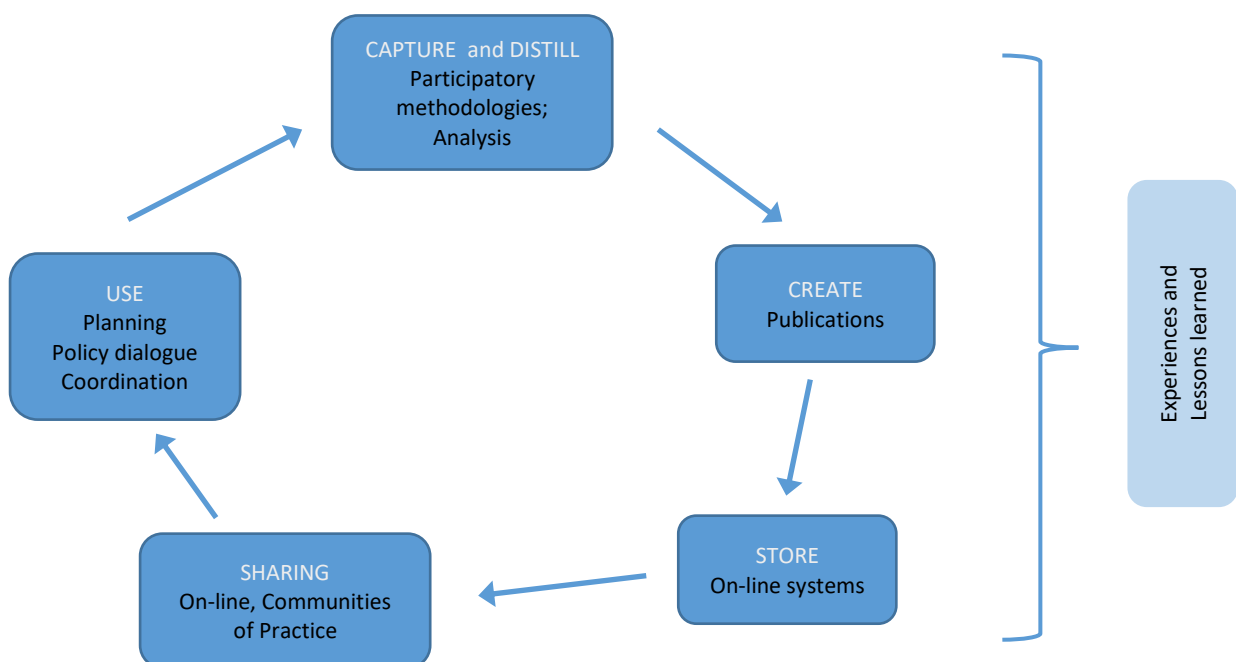 CAPTURE and DISTILL
Participatory
methodologies;
Analysis
CREATE
Publications
STORE
On-line systems
SHARING
On-line, Communities
of Practice
USE
Planning
Policy dialogue
Coordination
Experiences and
Lessons learned